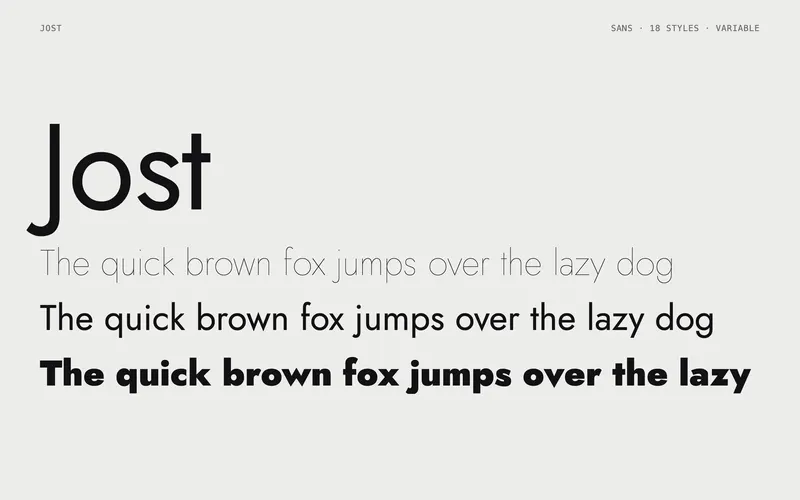 JOST
SANS · 18 STYLES · VARIABLE
Jost
The quick brown fox jumps over the lazy dog
The quick brown fox jumps over the lazy dog
The quick brown fox jumps over the lazy